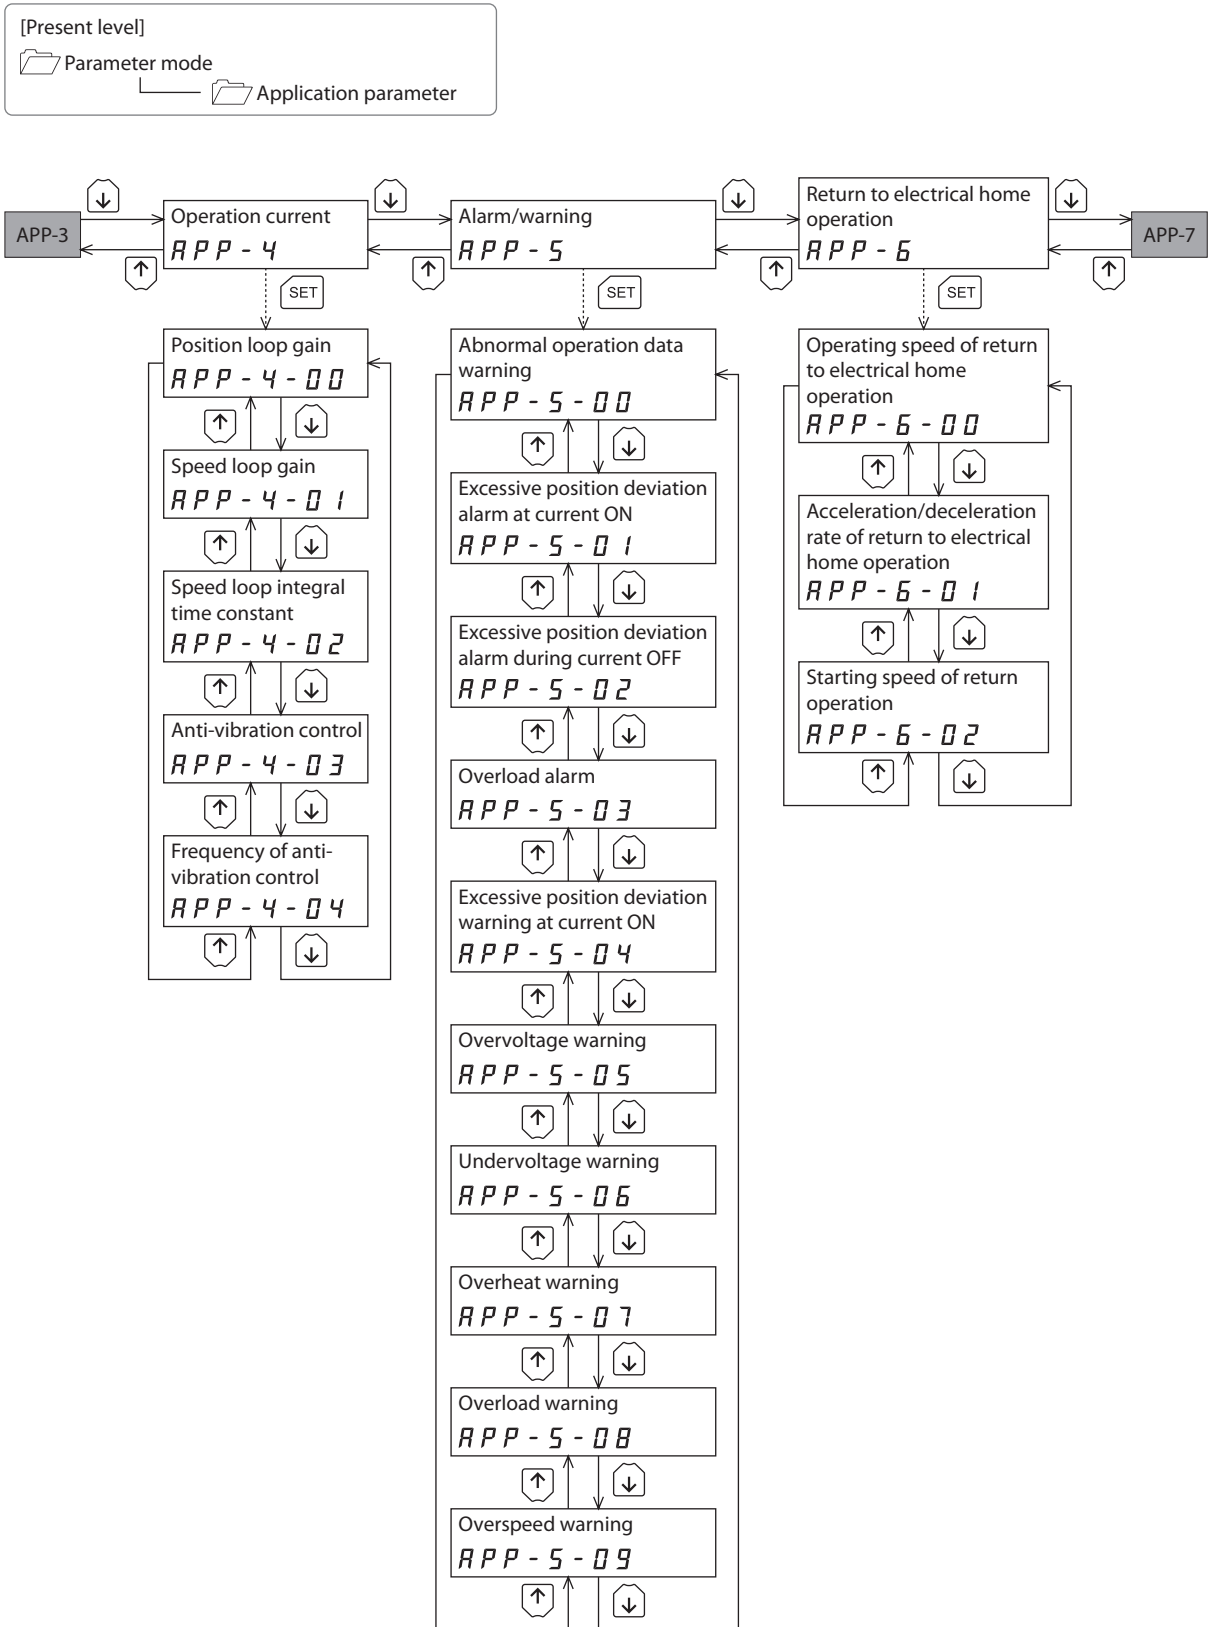 [Present level]
Parameter mode
Application parameter
APP-3
Operation current
APP-4
Alarm/warning
APP-5
Return to electrical home
operation
APP-6
APP-7
SET
SET
SET
Position loop gain
APP-4-00
Speed loop gain
APP-4-01
Speed loop integral
time constant
APP-4-02
Anti-vibration control
APP-4-03
Frequency of anti-
vibration control
APP-4-04
Abnormal operation data
warning
APP-5-00
Excessive position deviation
alarm at current ON
APP-5-01
Excessive position deviation
alarm during current OFF
APP-5-02
Overload alarm
APP-5-03
Excessive position deviation
warning at current ON
APP-5-04
Overvoltage warning
APP-5-05
Undervoltage warning
APP-5-06
Overheat warning
APP-5-07
Overload warning
APP-5-08
Overspeed warning
APP-5-09
Operating speed of return
to electrical home
operation
APP-6-00
Acceleration/deceleration
rate of return to electrical
home operation
APP-6-01
Starting speed of return
operation
APP-6-02